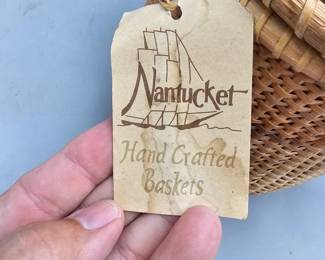 Nantucket
Hand Crafted
Baskets